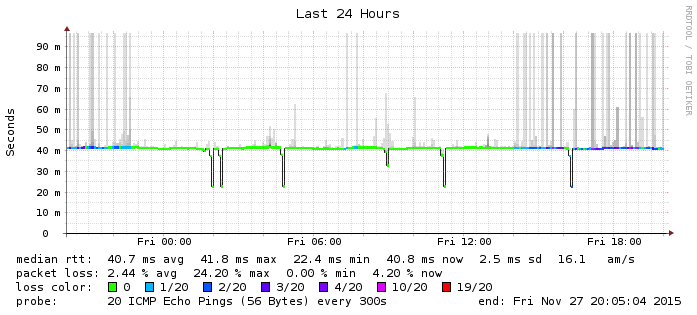 Last 24 Hours
RRDTOOL / TOBI OETIKER
Seconds
90 m
80 m
70 m
60 m
50 m
40 m
30 m
20 m
10 m
0
Fri 00:00 Fri 06:00 Fri 12:00 Fri 18:00
median rtt: 40.7 ms avg 41.8 ms max 22.4 ms min 40.8 ms now 2.5 ms sd 16.1 am/s
packet loss: 2.44 % avg 24.20 % max 0.00 % min 4.20 % now
loss color: 0 1/20 2/20 3/20 4/20 10/20 19/20
probe: 20 ICMP Echo Pings (56 Bytes) every 300s end: Fri Nov 27 20:05:04 2015